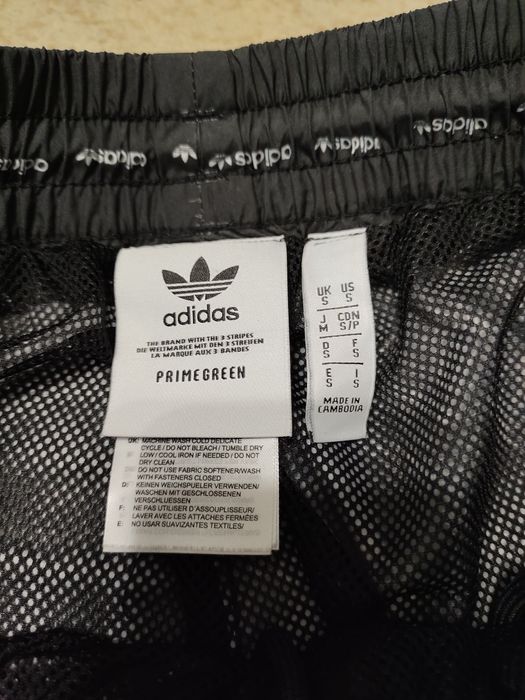 adidas
adidas
adidas
adidas
adidas
adidas
THE BRAND WITH THE 3 STRIPES
DIE WELTMARKE MIT DEN 3 STREIFEN
LA MARQUE AUX 3 BANDES
PRIMEGREEN
UK US
S S
J CDN
M S/P
D F
S S
E I
S S
MADE IN
CAMBODIA
UK: MACHINE WASH COLD DELICATE
CYCLE / DO NOT BLEACH / TUMBLE DRY
LOW / COOL IRON IF NEEDED / DO NOT
DRY CLEAN
DO NOT USE FABRIC SOFTENER/WASH
WITH FASTENERS CLOSED
D: KEINEN WEICHSPUELER VERWENDEN/
WASCHEN MIT GESCHLOSSENEN
VERSCHLUESSEN
F: NE PAS UTILISER D'ASSOUPLISSEUR/
LAVER AVEC LES ATTACHES FERMÉES
E: NO USAR SUAVIZANTES TEXTILES/